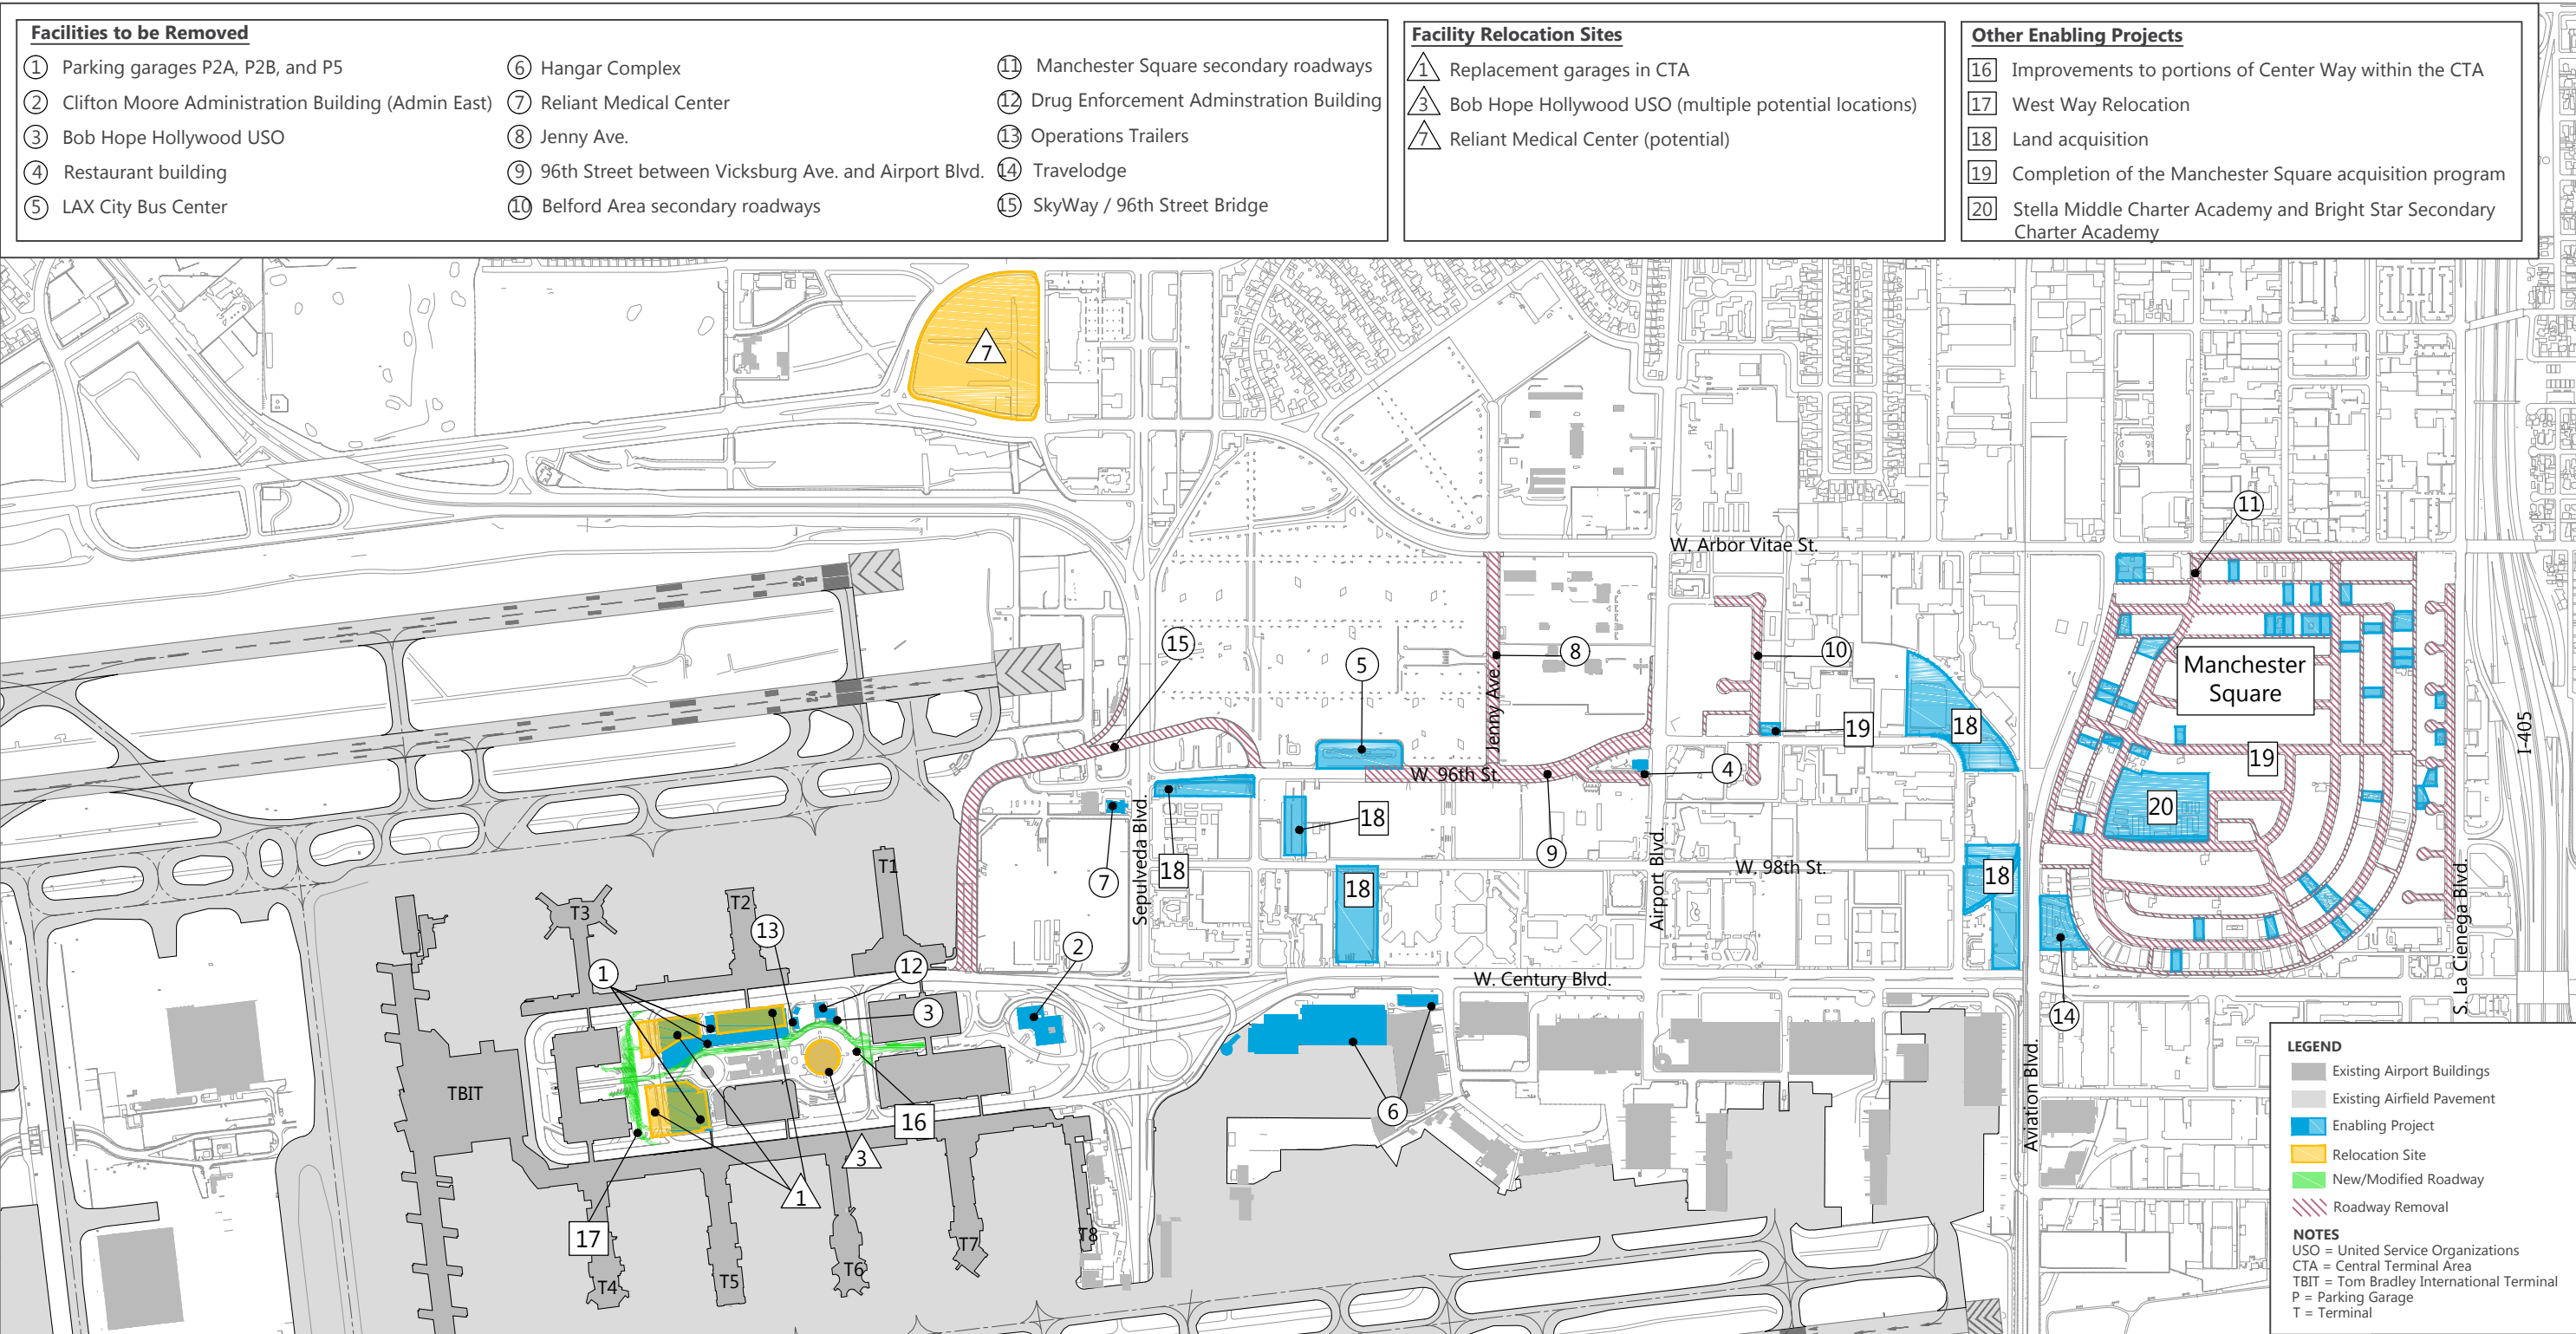 Facilities to be Removed
1 Parking garages P2A, P2B, and P5
2 Clifton Moore Administration Building (Admin East)
3 Bob Hope Hollywood USO
4 Restaurant building
5 LAX City Bus Center
6 Hangar Complex
7 Reliant Medical Center
8 Jenny Ave.
9 96th Street between Vicksburg Ave. and Airport Blvd.
10 Belford Area secondary roadways
11 Manchester Square secondary roadways
12 Drug Enforcement Adminstration Building
13 Operations Trailers
14 Travelodge
15 SkyWay / 96th Street Bridge
Facility Relocation Sites
1 Replacement garages in CTA
3 Bob Hope Hollywood USO (multiple potential locations)
7 Reliant Medical Center (potential)
Other Enabling Projects
16 Improvements to portions of Center Way within the CTA
17 West Way Relocation
18 Land acquisition
19 Completion of the Manchester Square acquisition program
20 Stella Middle Charter Academy and Bright Star Secondary
Charter Academy
7
11
W. Arbor Vitae St.
15
5
8
10
Manchester
Square
Jenny Ave.
19
18
I-405
W. 96th St.
4
19
20
Sepulveda Blvd.
18
9
7
18
18
Airport Blvd.
W. 98th St.
18
S. La Cienega Blvd.
T1
T2
T3
13
2
1
12
3
W. Century Blvd.
14
TBIT
6
16
3
1
17
Aviation Blvd.
T4
T5
T6
T7
T8
LEGEND
Existing Airport Buildings
Existing Airfield Pavement
Enabling Project
Relocation Site
New/Modified Roadway
Roadway Removal
NOTES
USO = United Service Organizations
CTA = Central Terminal Area
TBIT = Tom Bradley International Terminal
P = Parking Garage
T = Terminal